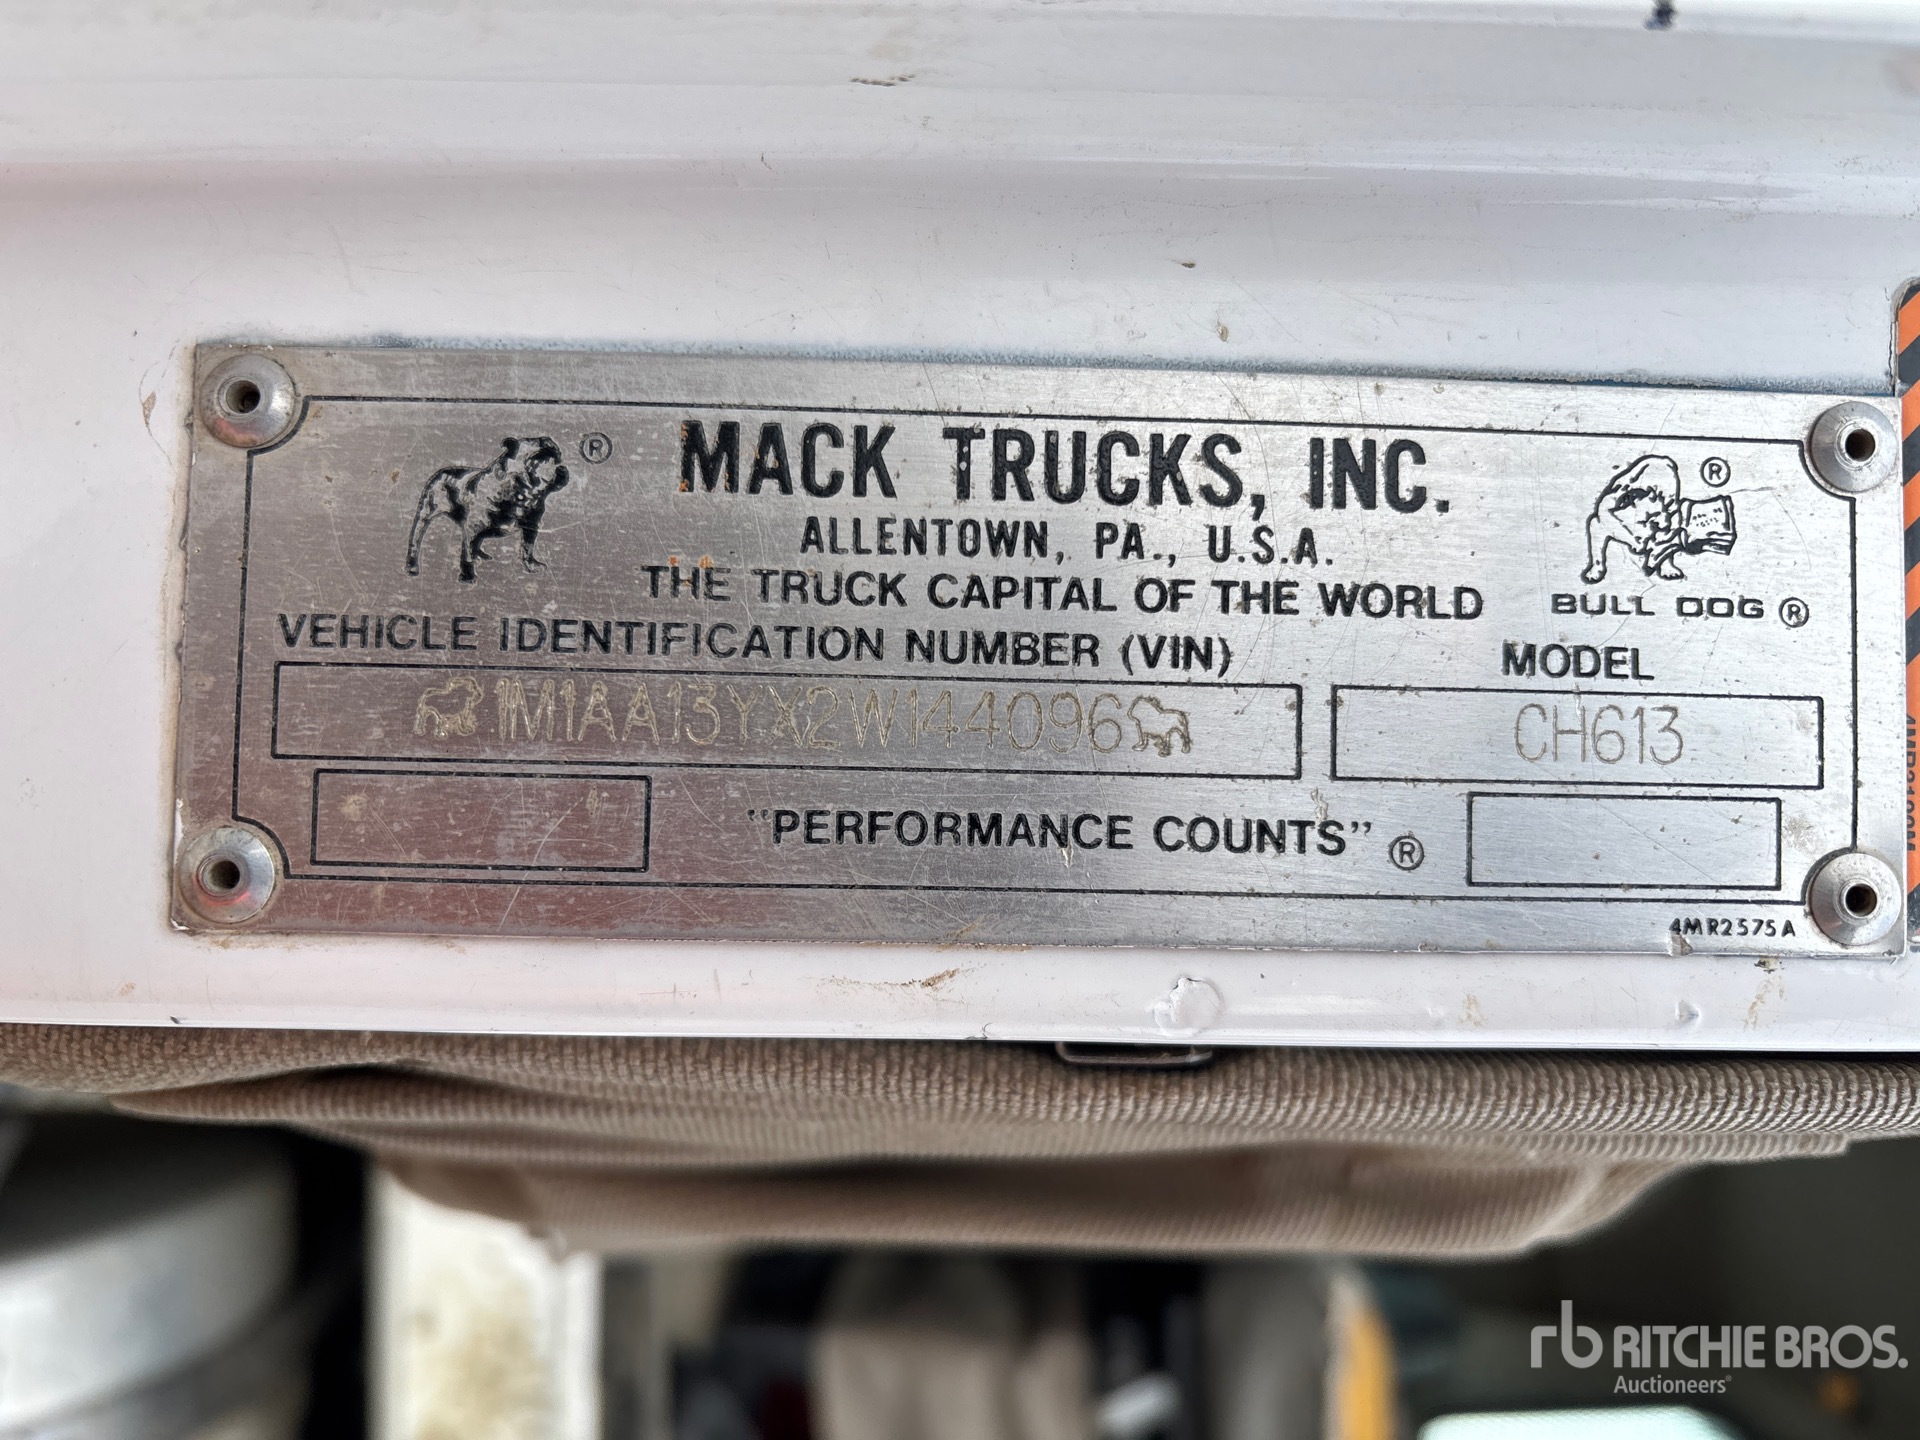 ® MACK TRUCKS, INC. ®
ALLENTOWN, PA., U.S.A.
THE TRUCK CAPITAL OF THE WORLD
BULL DOG ®
VEHICLE IDENTIFICATION NUMBER (VIN)
MODEL
1M1AA13YX2W144096
CH613
"PERFORMANCE COUNTS" ®
4MR2575A
rb RITCHIE BROS.
Auctioneers®